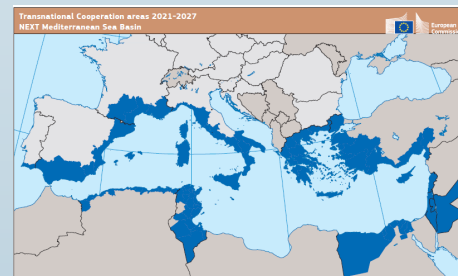 Transnational Cooperation areas 2021-2027
NEXT Mediterranean Sea Basin
European
Commission